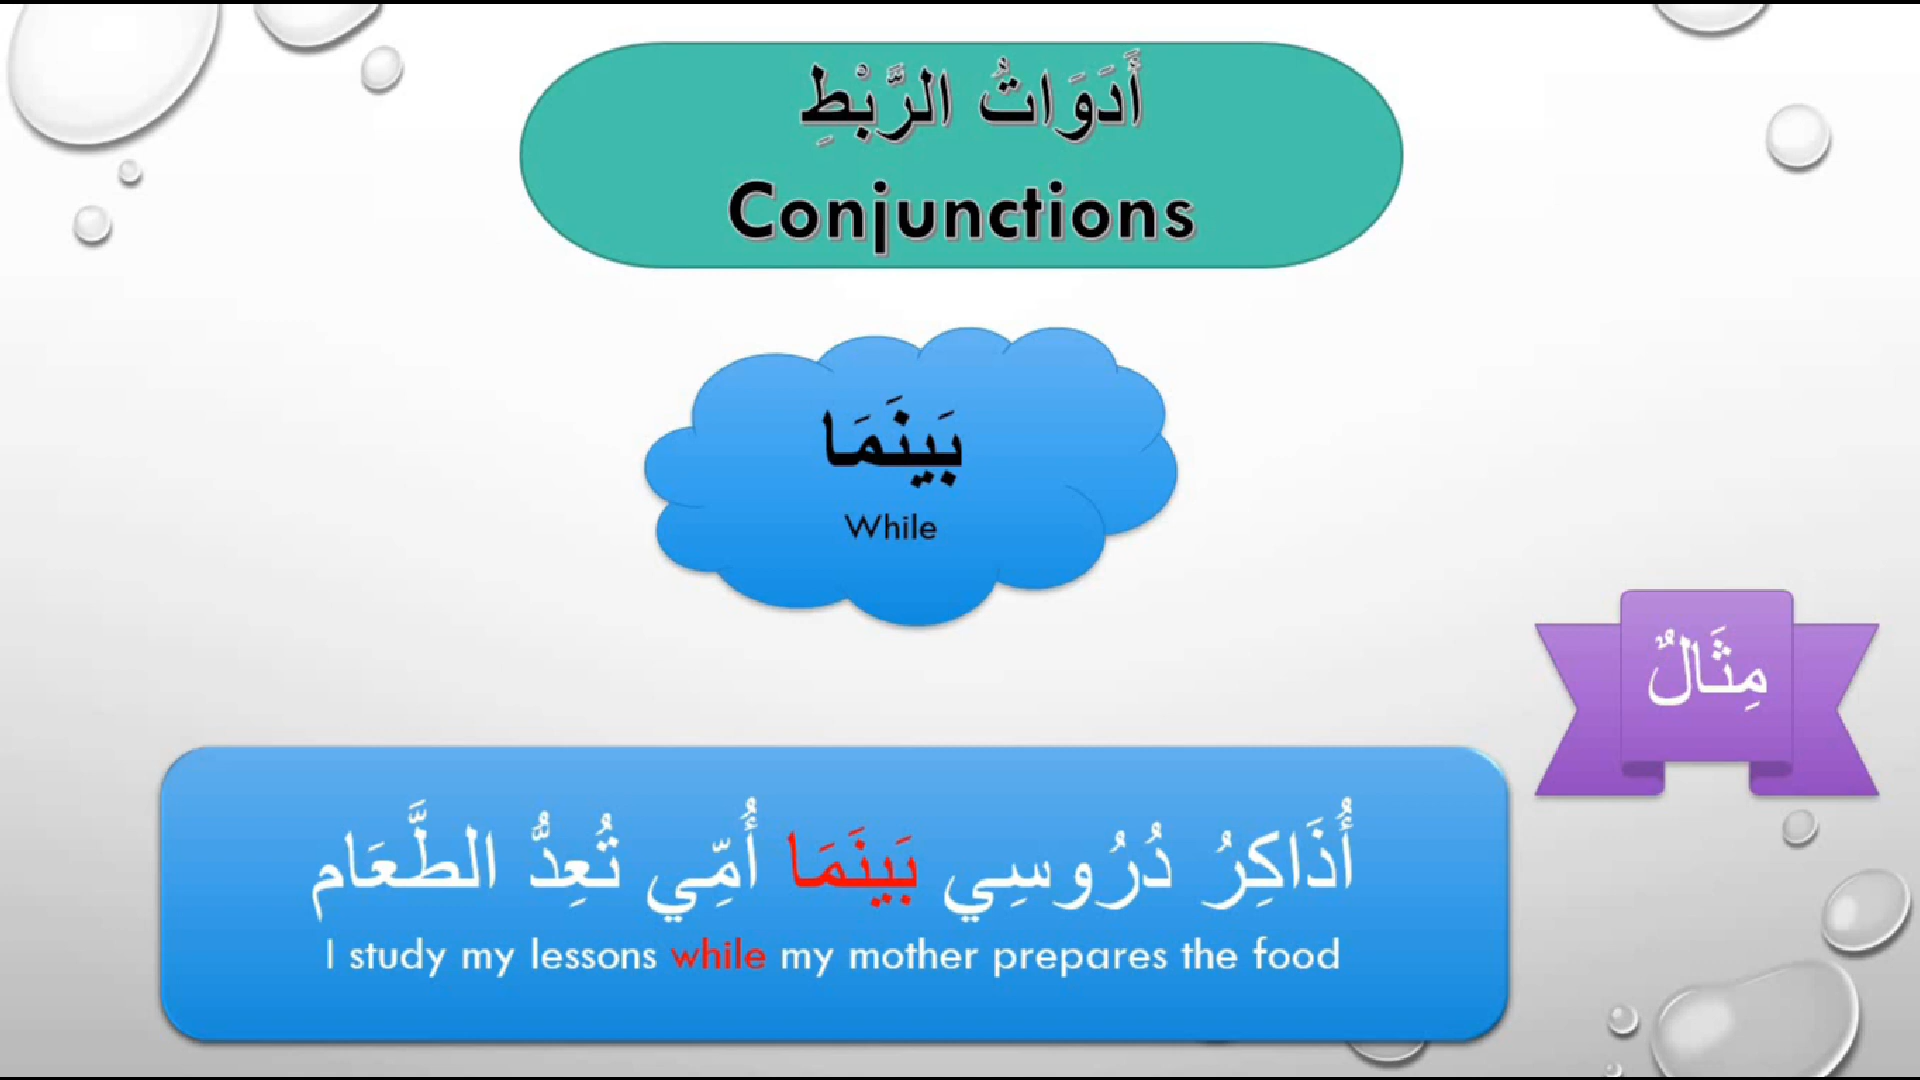 أَدَوَاتُ الرَّبْطِ
Conjunctions
بَينَمَا
While
مِثَالٌ
أُذَاكِرُ دُرُوسِي بَينَمَا أُمِّي تُعِدُّ الطَّعَام
I study my lessons while my mother prepares the food